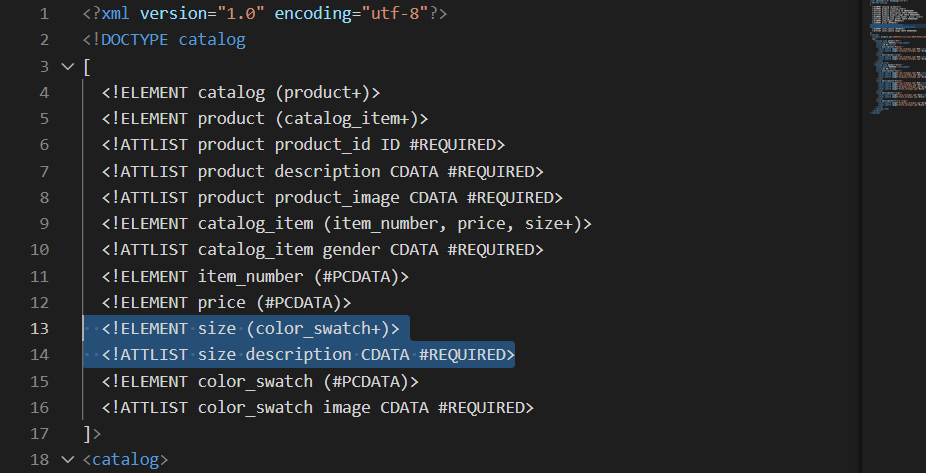 1 <?xml version="1.0" encoding="utf-8"?>
2 <!DOCTYPE catalog
3 [
4 <!ELEMENT catalog (product+)>
5 <!ELEMENT product (catalog_item+)>
6 <!ATTLIST product product_id ID #REQUIRED>
7 <!ATTLIST product description CDATA #REQUIRED>
8 <!ATTLIST product product_image CDATA #REQUIRED>
9 <!ELEMENT catalog_item (item_number, price, size+)>
10 <!ATTLIST catalog_item gender CDATA #REQUIRED>
11 <!ELEMENT item_number (#PCDATA)>
12 <!ELEMENT price (#PCDATA)>
13 <!ELEMENT size (color_swatch+)>
14 <!ATTLIST size description CDATA #REQUIRED>
15 <!ELEMENT color_swatch (#PCDATA)>
16 <!ATTLIST color_swatch image CDATA #REQUIRED>
17 ]>
18 <catalog>